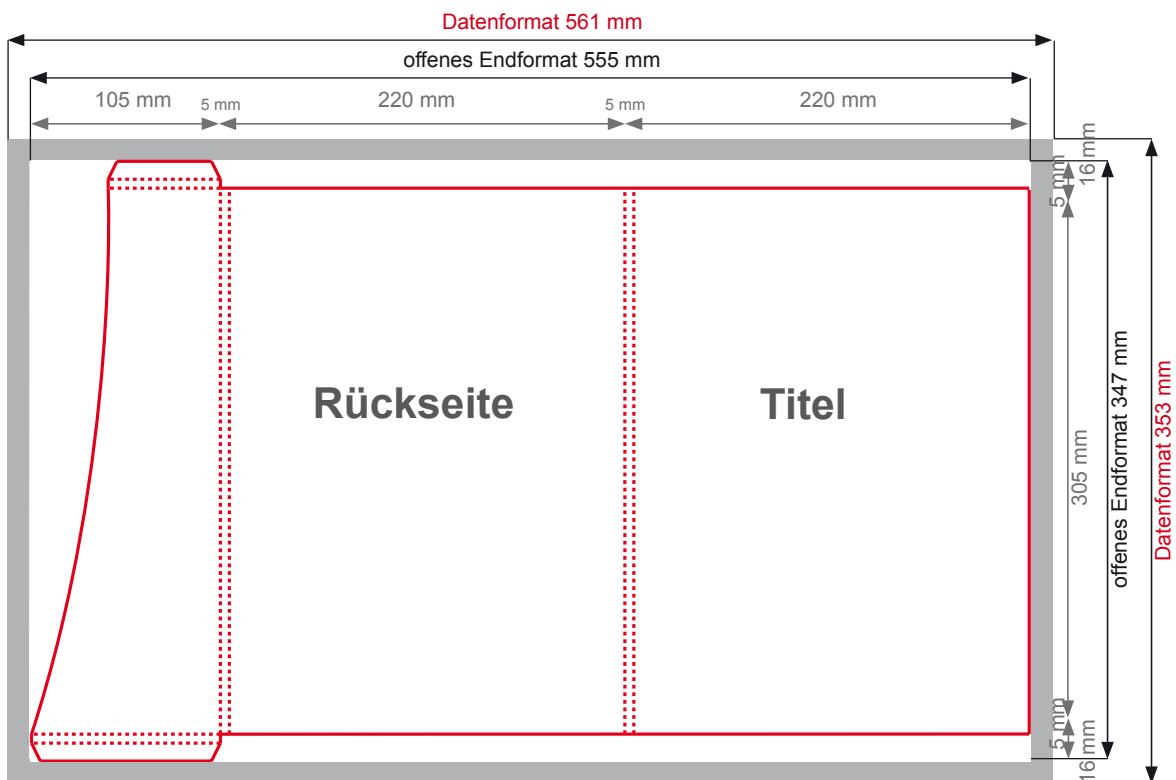 Datenformat 561 mm
offenes Endformat 555 mm
105 mm
5 mm
220 mm
5 mm
220 mm
16 mm
5 mm
Rückseite
Titel
305 mm
offenes Endformat 347 mm
Datenformat 353 mm
5 mm
16 mm